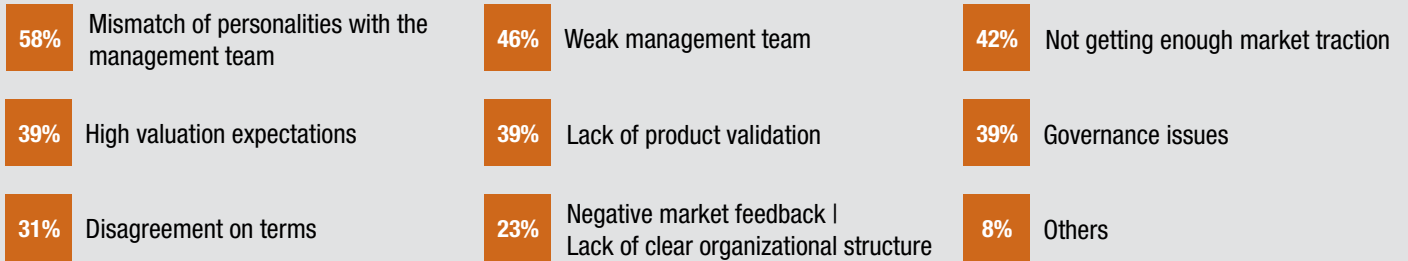 58% Mismatch of personalities with the
management team
46% Weak management team
42% Not getting enough market traction
39% High valuation expectations
39% Lack of product validation
39% Governance issues
31% Disagreement on terms
23% Negative market feedback |
Lack of clear organizational structure
8% Others